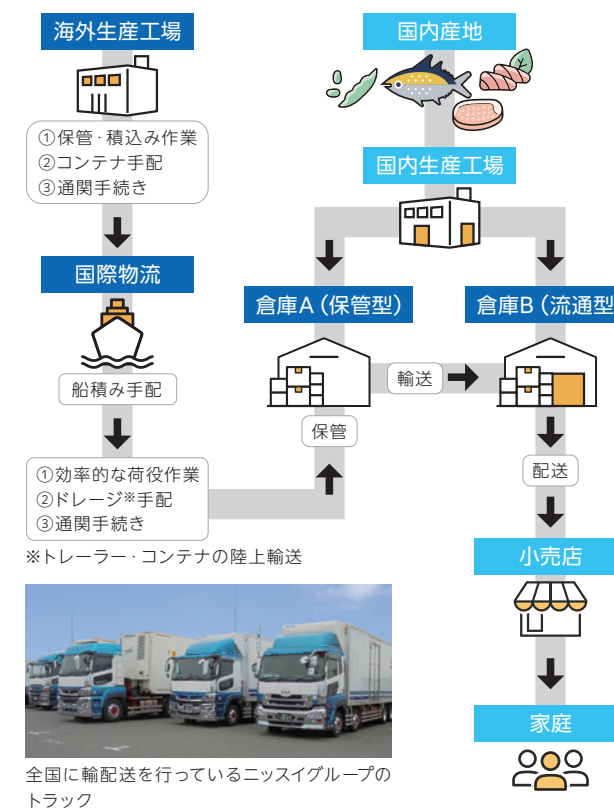 海外生産工場
①保管・積込み作業
②コンテナ手配
③通関手続き
国際物流
船積み手配
①効率的な荷役作業
②ドレージ※手配
③通関手続き
※トレーラー・コンテナの陸上輸送
国内産地
国内生産工場
倉庫A（保管型）
倉庫B（流通型
保管
輸送
配送
小売店
家庭
全国に輸配送を行っているニッスイグループの
トラック